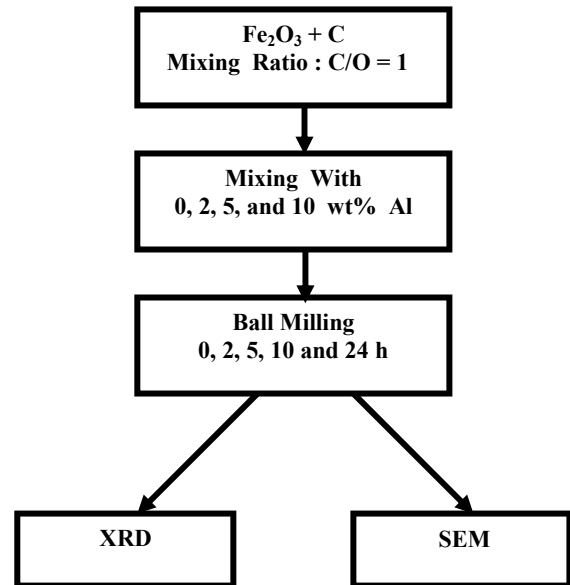 Fe₂O₃ + C
Mixing Ratio : C/O = 1
Mixing With
0, 2, 5, and 10 wt% Al
Ball Milling
0, 2, 5, 10 and 24 h
XRD
SEM